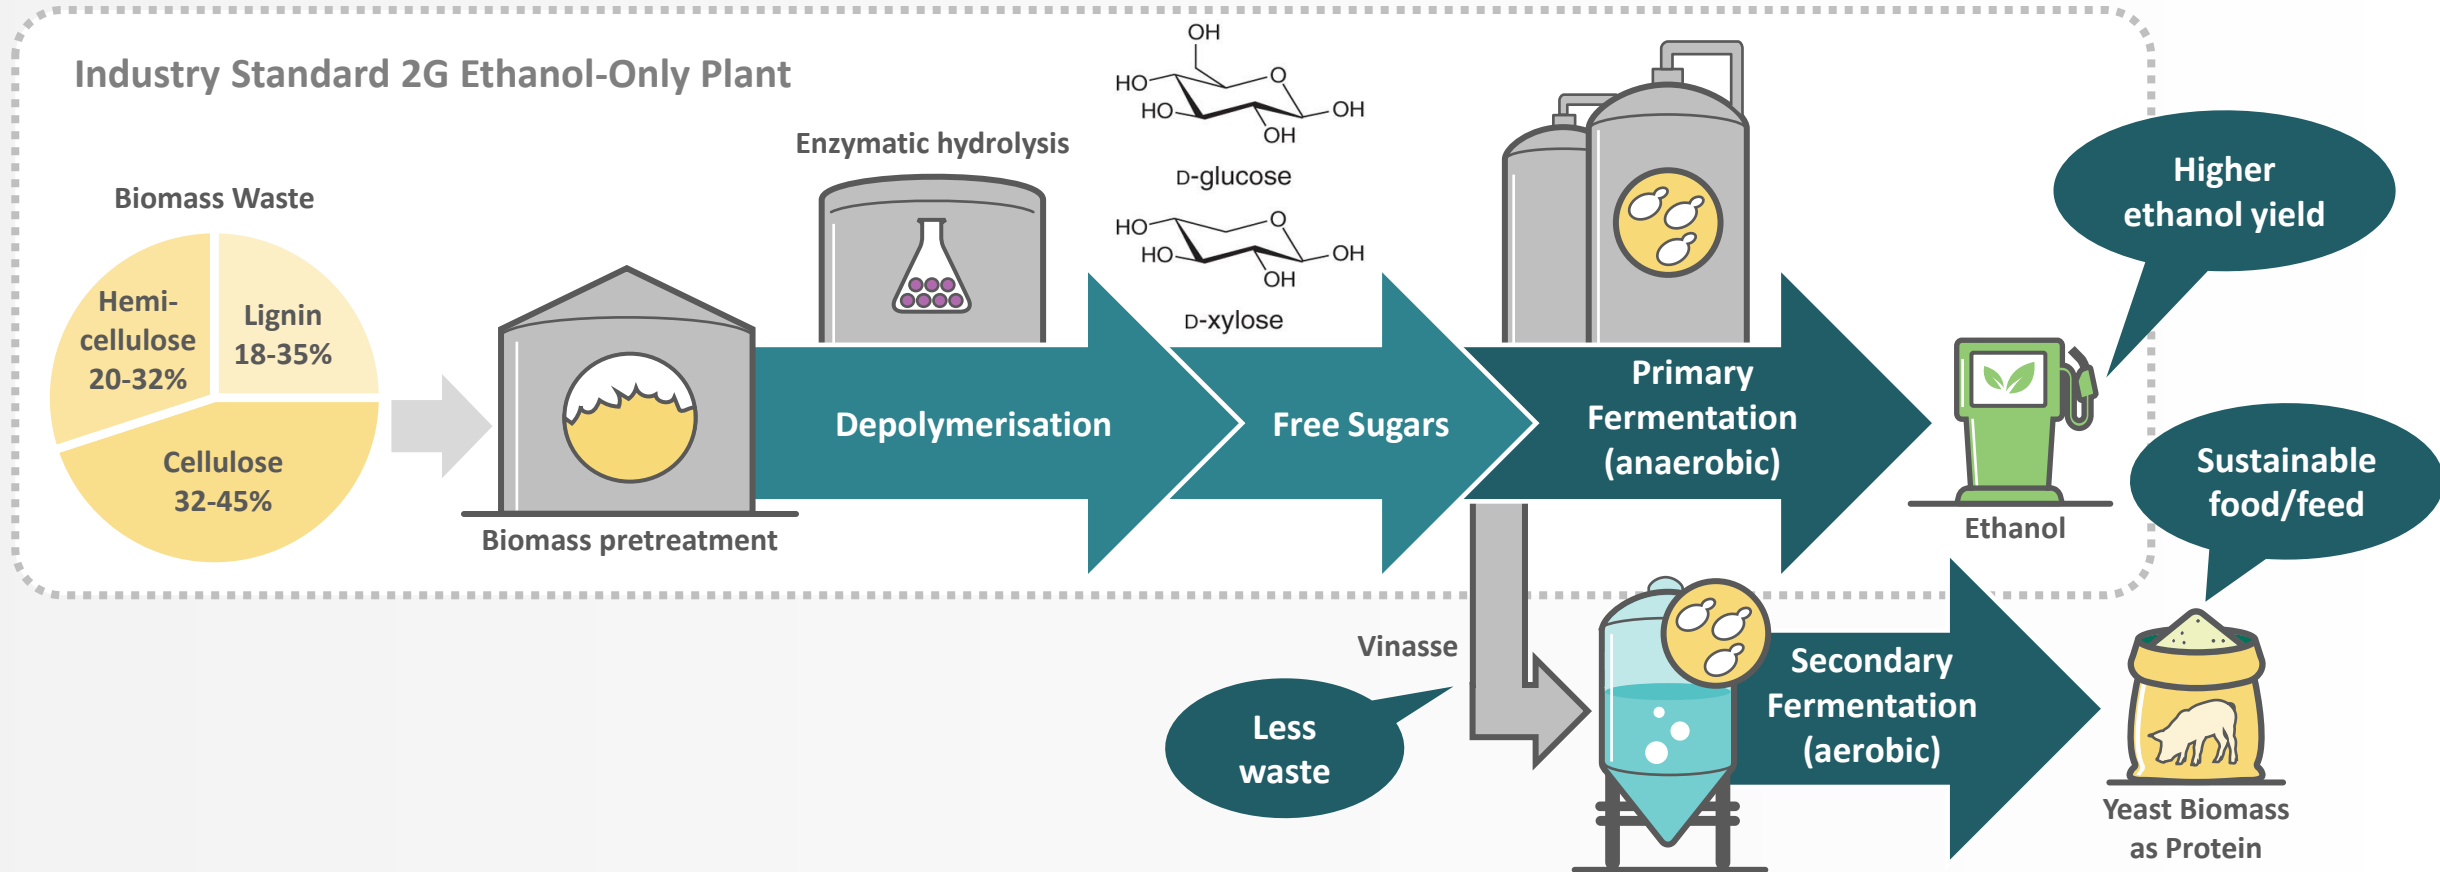 Industry Standard 2G Ethanol-Only Plant
Biomass Waste
Hemi-
cellulose
20-32%
Lignin
18-35%
Cellulose
32-45%
Biomass pretreatment
Enzymatic hydrolysis
Depolymerisation
OH
HO
O
HO
OH
OH
D-glucose
HO
O
HO
OH
OH
D-xylose
Free Sugars
Primary
Fermentation
(anaerobic)
Higher
ethanol yield
Ethanol
Sustainable
food/feed
Vinasse
Less
waste
Secondary
Fermentation
(aerobic)
Yeast Biomass
as Protein